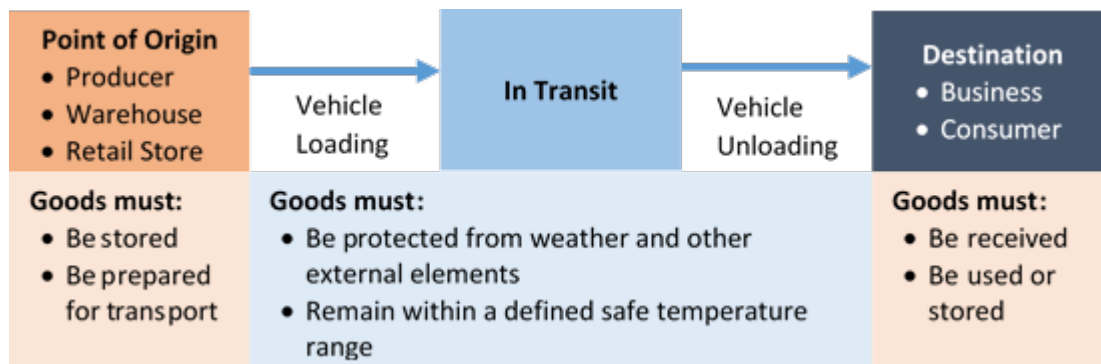 Point of Origin
• Producer
• Warehouse
• Retail Store
Vehicle
Loading
In Transit
Vehicle
Unloading
Destination
• Business
• Consumer
Goods must:
• Be stored
• Be prepared
for transport
Goods must:
• Be protected from weather and other
external elements
• Remain within a defined safe temperature
range
Goods must:
• Be received
• Be used or
stored